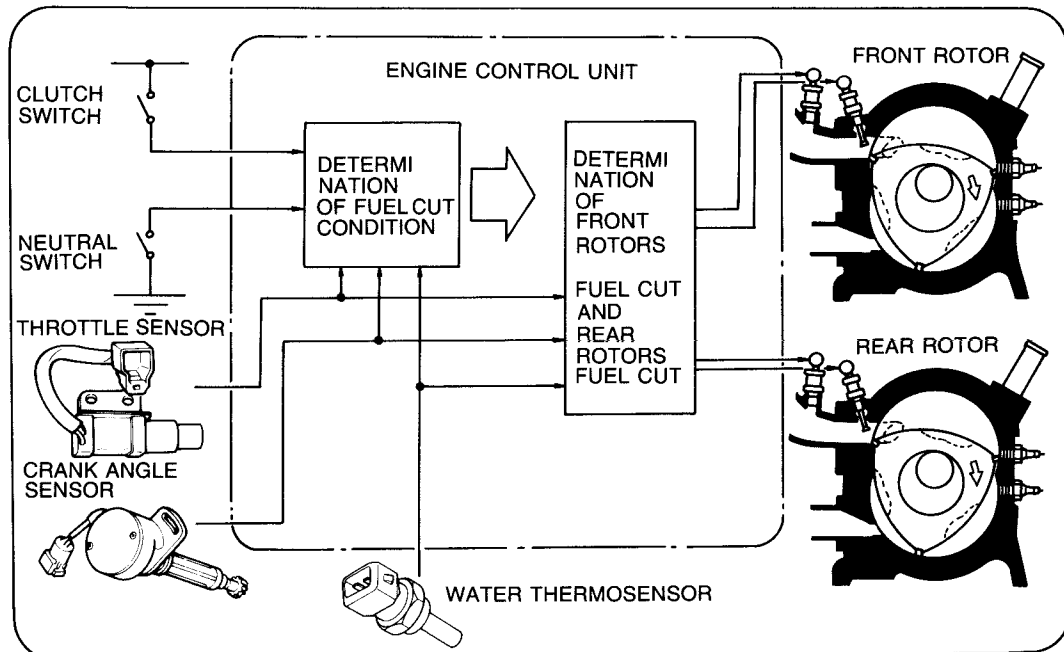 ENGINE CONTROL UNIT
CLUTCH
SWITCH
NEUTRAL
SWITCH
THROTTLE SENSOR
CRANK ANGLE
SENSOR
WATER THERMOSENSOR
DETERMI
NATION
OF FUEL CUT
CONDITION
DETERMI
NATION
OF
FRONT
ROTORS
FUEL CUT
AND
REAR
ROTORS
FUEL CUT
FRONT ROTOR
REAR ROTOR